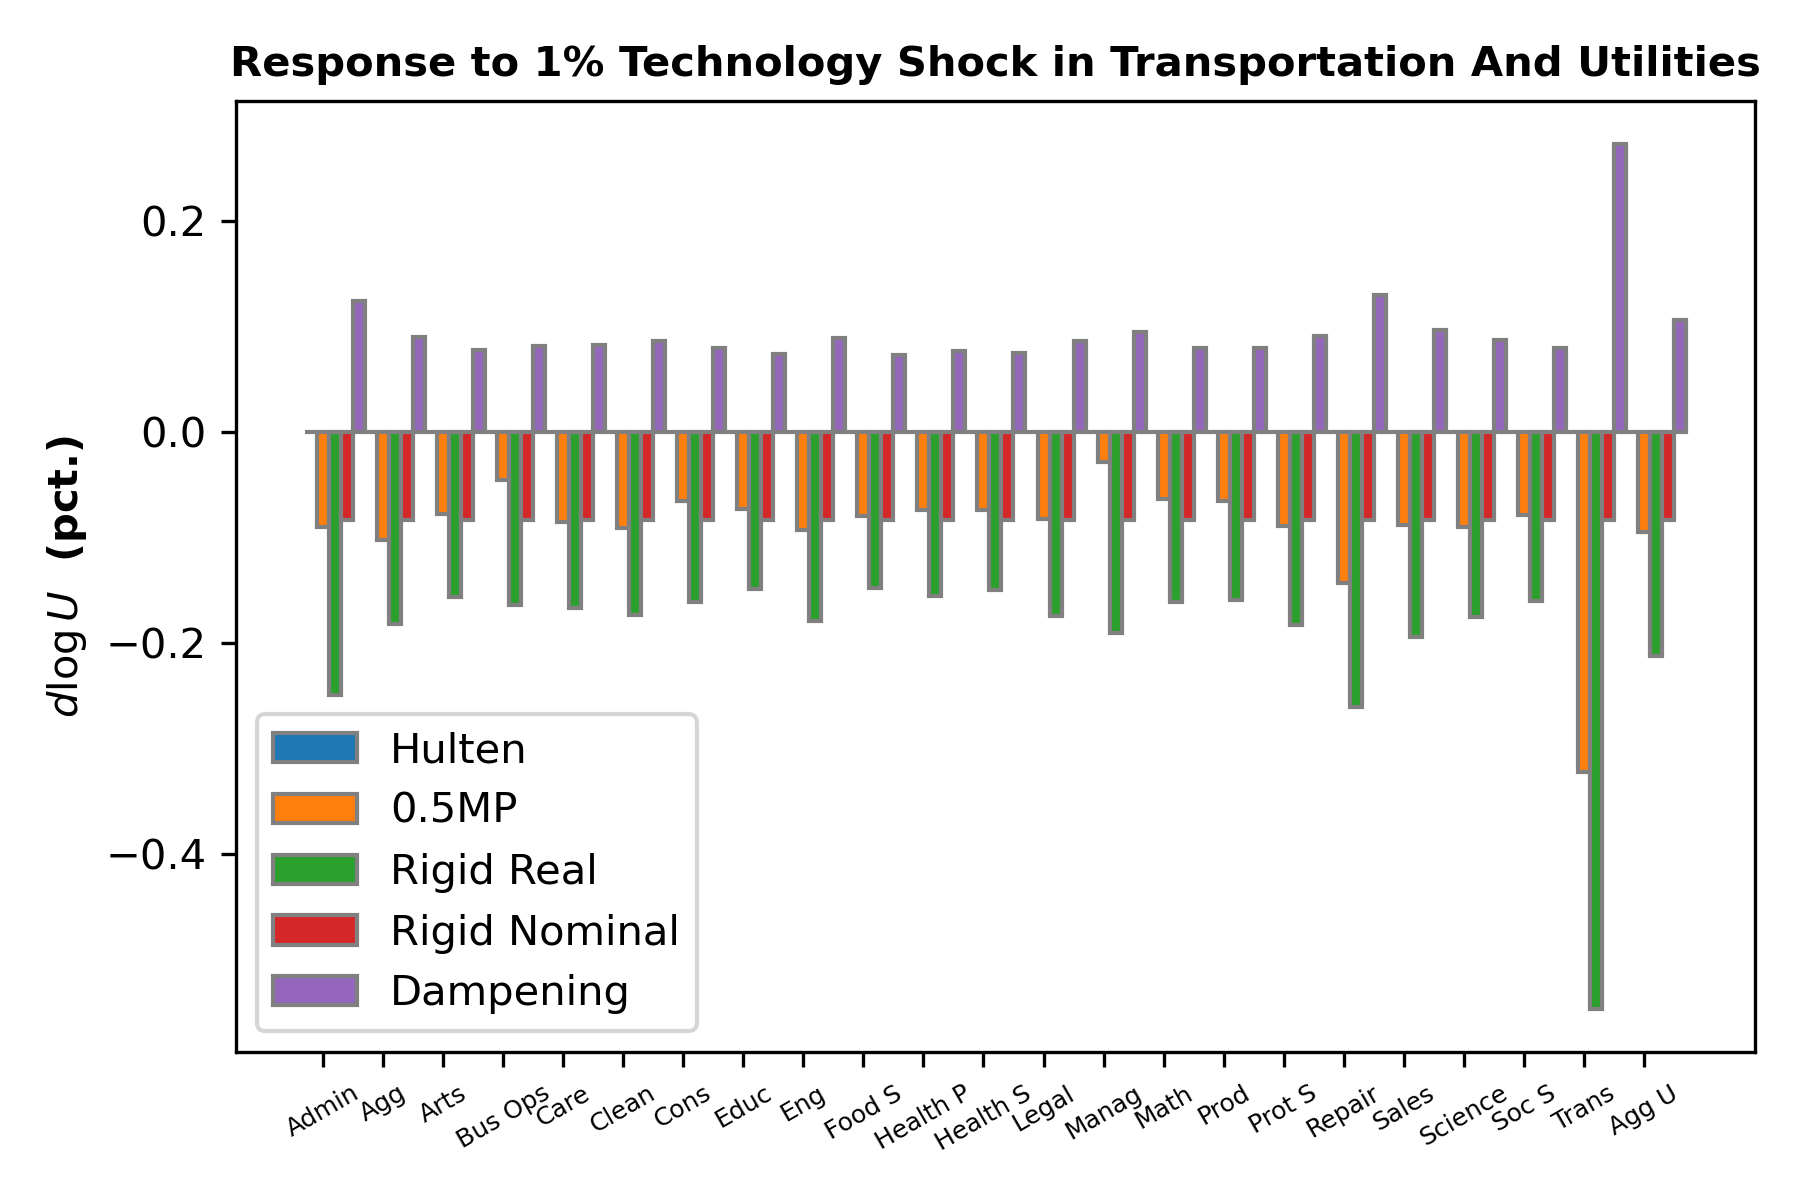 Response to 1% Technology Shock in Transportation And Utilities
dlog U (pct.)
0.2
0.0
−0.2
−0.4
Hulten
0.5MP
Rigid Real
Rigid Nominal
Dampening
Admin
Agg
Arts
Bus Ops
Care
Clean
Cons
Educ
Eng
Food S
Health P
Health S
Legal
Manag
Math
Prod
Prot S
Repair
Sales
Science
Soc S
Trans
Agg U